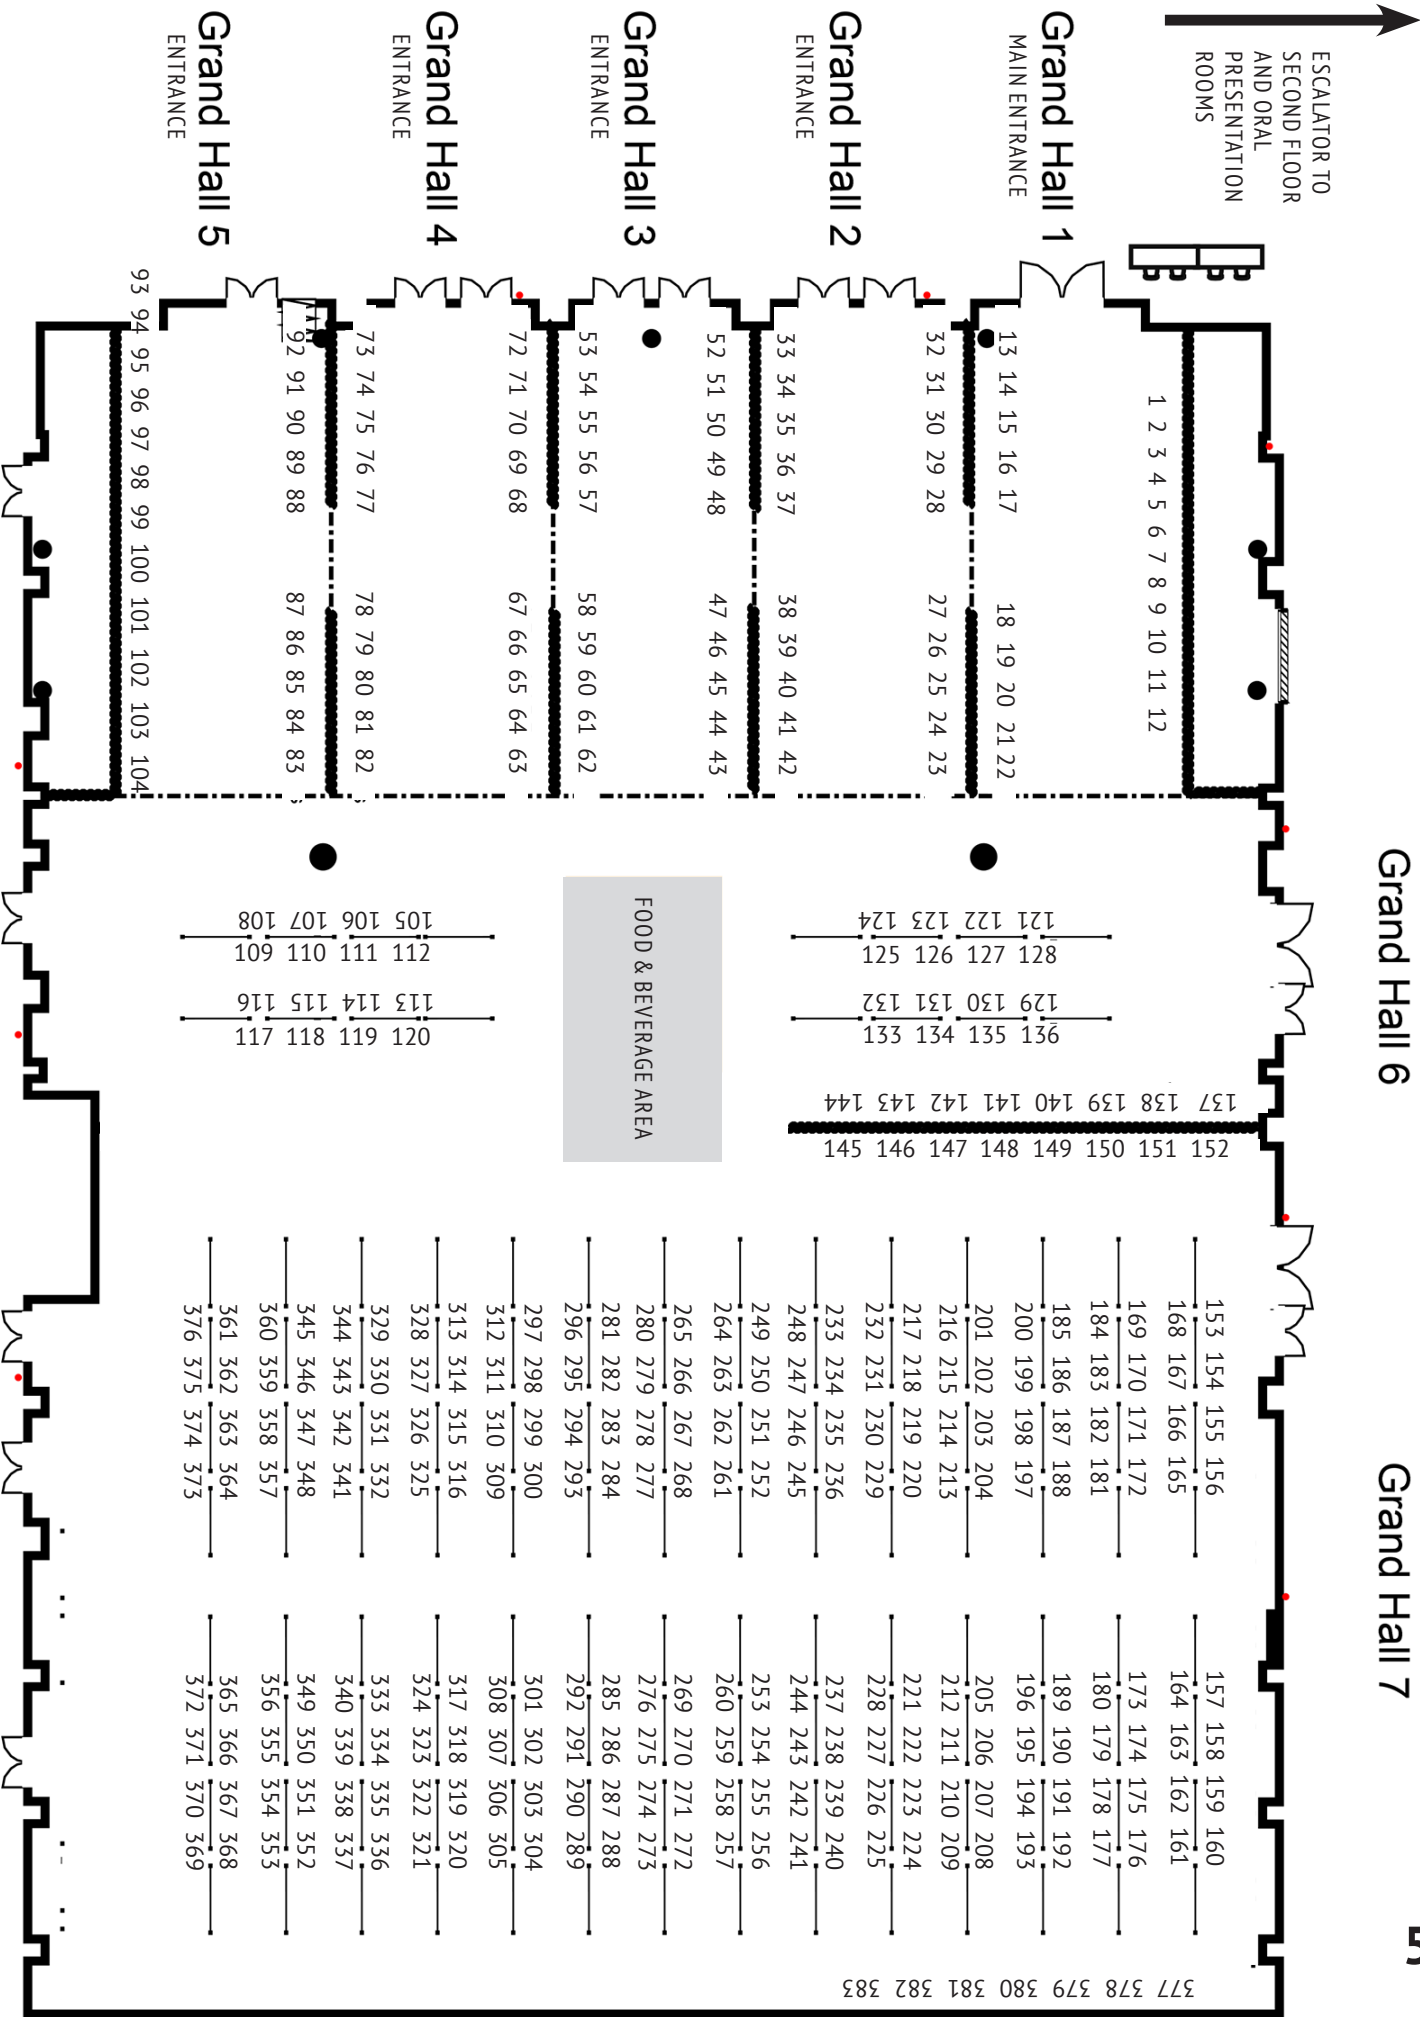 ESCALATOR TO
SECOND FLOOR
AND ORAL
PRESENTATION
ROOMS
Grand Hall 1
MAIN ENTRANCE
Grand Hall 2
ENTRANCE
Grand Hall 3
ENTRANCE
Grand Hall 4
ENTRANCE
Grand Hall 5
ENTRANCE
Grand Hall 6
Grand Hall 7
1 2 3 4 5 6 7 8 9 10 11 12
13 14 15 16 17
18 19 20 21 22
32 31 30 29 28
27 26 25 24 23
33 34 35 36 37
38 39 40 41 42
52 51 50 49 48
47 46 45 44 43
53 54 55 56 57
58 59 60 61 62
72 71 70 69 68
67 66 65 64 63
73 74 75 76 77
78 79 80 81 82
92 91 90 89 88
87 86 85 84 83
93 94 95 96 97 98 99 100 101 102 103 104
121 122 123 124
125 126 127 128
129 130 131 132
133 134 135 136
137 138 139 140 141 142 143 144
145 146 147 148 149 150 151 152
FOOD & BEVERAGE AREA
105 106 107 108
109 110 111 112
113 114 115 116
117 118 119 120
153 154 155 156
157 158 159 160
168 167 166 165
164 163 162 161
169 170 171 172
173 174 175 176
184 183 182 181
180 179 178 177
185 186 187 188
189 190 191 192
200 199 198 197
196 195 194 193
201 202 203 204
205 206 207 208
216 215 214 213
212 211 210 209
217 218 219 220
221 222 223 224
232 231 230 229
228 227 226 225
233 234 235 236
237 238 239 240
248 247 246 245
244 243 242 241
249 250 251 252
253 254 255 256
264 263 262 261
260 259 258 257
265 266 267 268
269 270 271 272
280 279 278 277
276 275 274 273
281 282 283 284
285 286 287 288
296 295 294 293
292 291 290 289
297 298 299 300
301 302 303 304
312 311 310 309
308 307 306 305
313 314 315 316
317 318 319 320
328 327 326 325
324 323 322 321
329 330 331 332
333 334 335 336
344 343 342 341
340 339 338 337
345 346 347 348
349 350 351 352
360 359 358 357
356 355 354 353
361 362 363 364
365 366 367 368
376 375 374 373
372 371 370 369
377 378 379 380 381 382 383
5